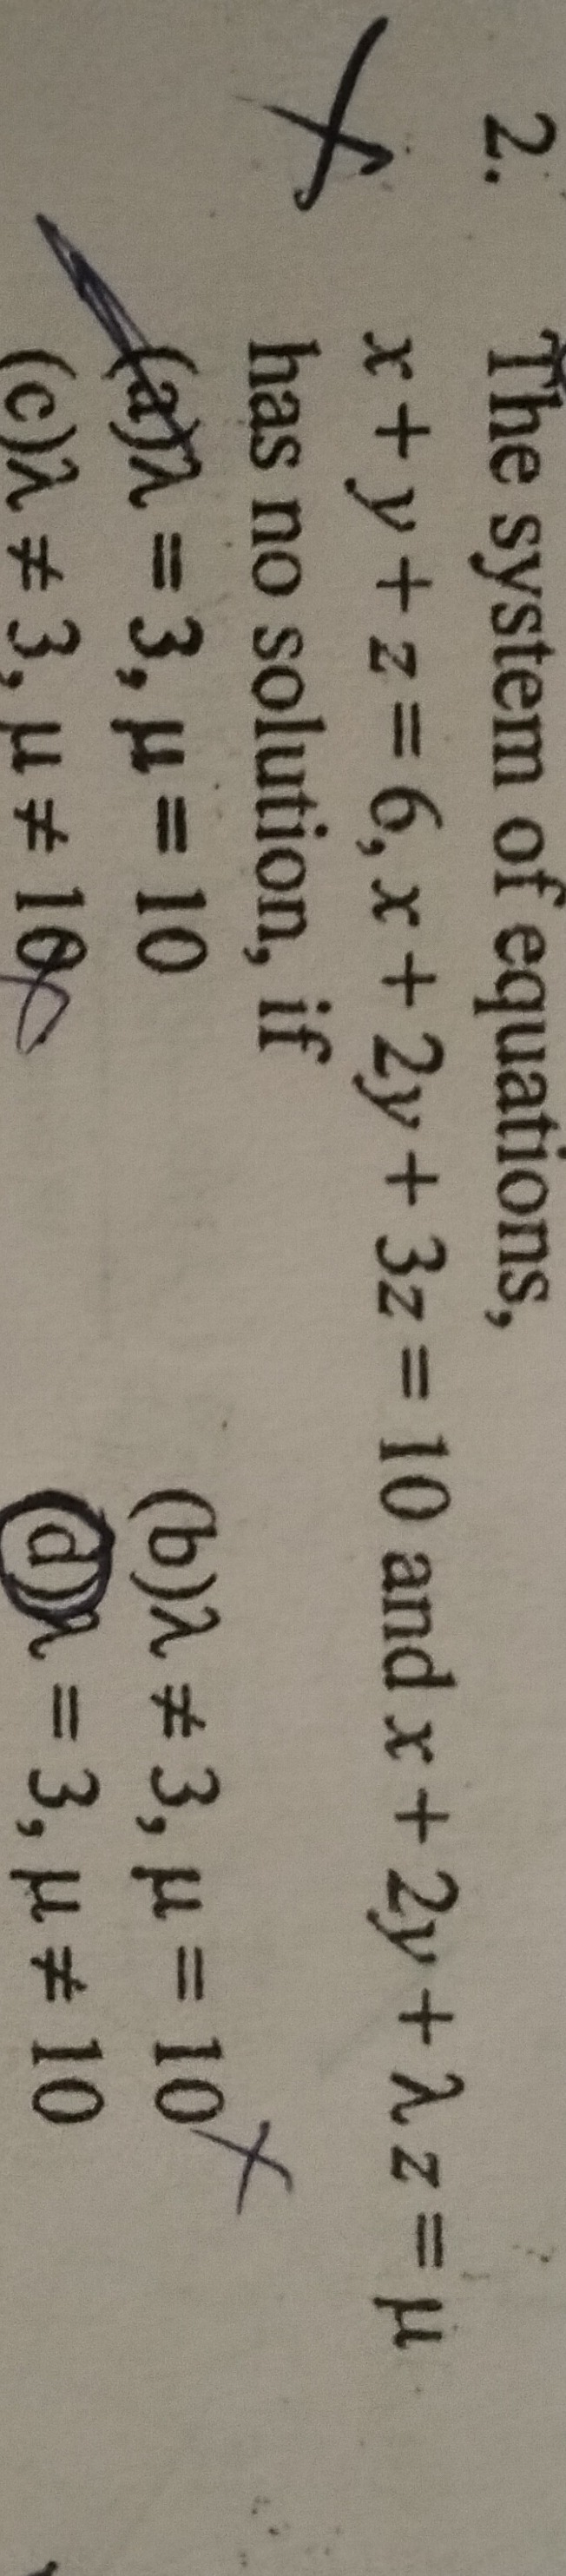 2. The system of equations,
x + y + z = 6, x + 2y + 3z = 10 and x + 2y + λ z = μ
has no solution, if
(a) λ = 3, μ = 10 (b) λ ≠ 3, μ = 10
(c) λ ≠ 3, μ ≠ 10 (d) λ = 3, μ ≠ 10